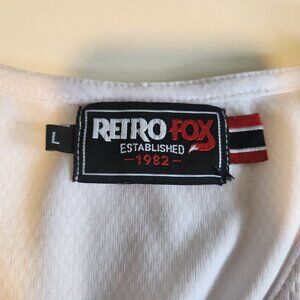 RETRO FOX
ESTABLISHED
-1982-
L